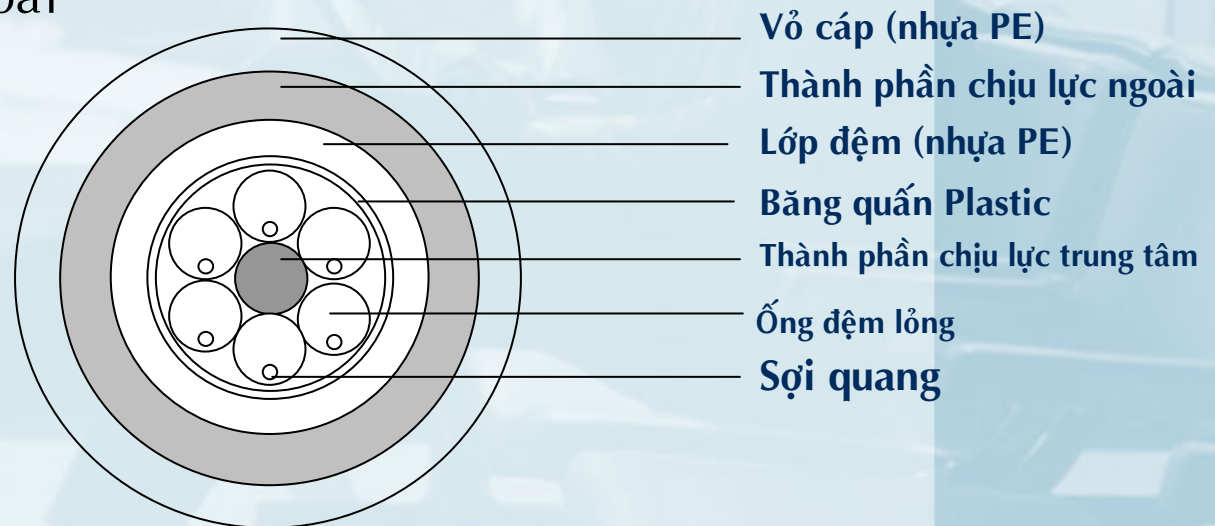 Vỏ cáp (nhựa PE)
Thành phần chịu lực ngoài
Lớp đệm (nhựa PE)
Băng quấn Plastic
Thành phần chịu lực trung tâm
Ống đệm lỏng
Sợi quang